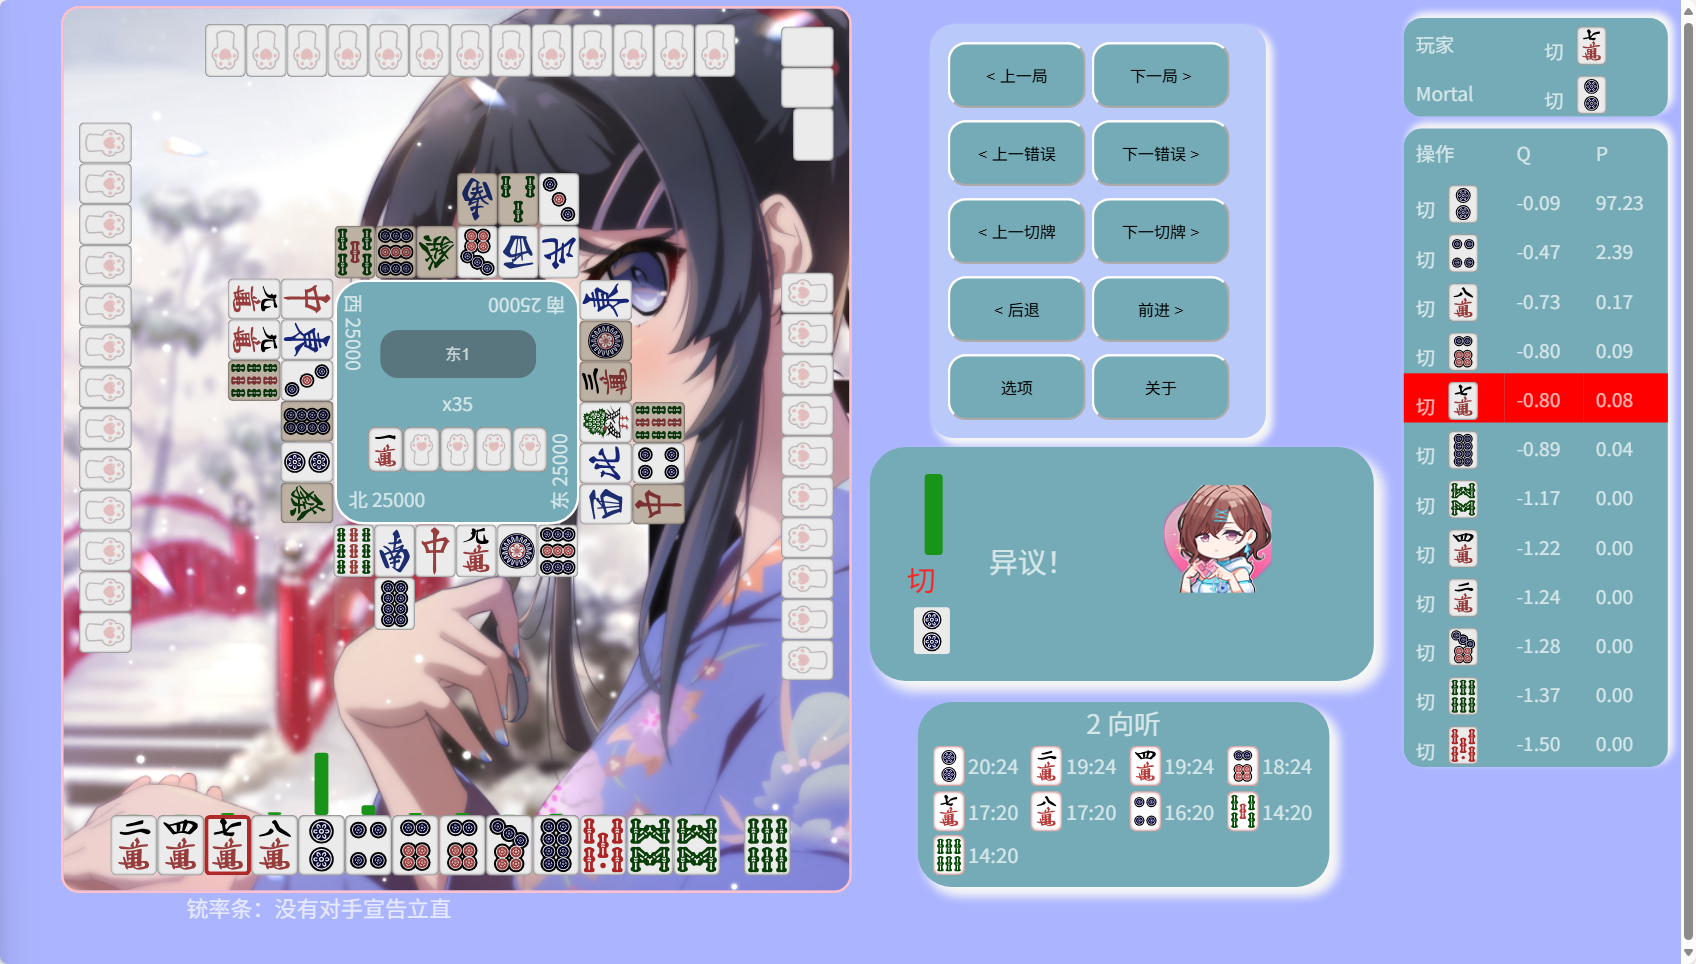 < 上一局
下一局 >
< 上一错误
下一错误 >
< 上一切牌
下一切牌 >
< 后退
前进 >
选项
关于
南 25000
西 25000
东1
x35
东 25000
北 25000
铳率条：没有对手宣告立直
切
异议！
2 向听
20:24
19:24
19:24
18:24
17:20
17:20
16:20
14:20
14:20
玩家 切
Mortal 切
操作 Q P
切 -0.09 97.23
切 -0.47 2.39
切 -0.73 0.17
切 -0.80 0.09
切 -0.80 0.08
切 -0.89 0.04
切 -1.17 0.00
切 -1.22 0.00
切 -1.24 0.00
切 -1.28 0.00
切 -1.37 0.00
切 -1.50 0.00